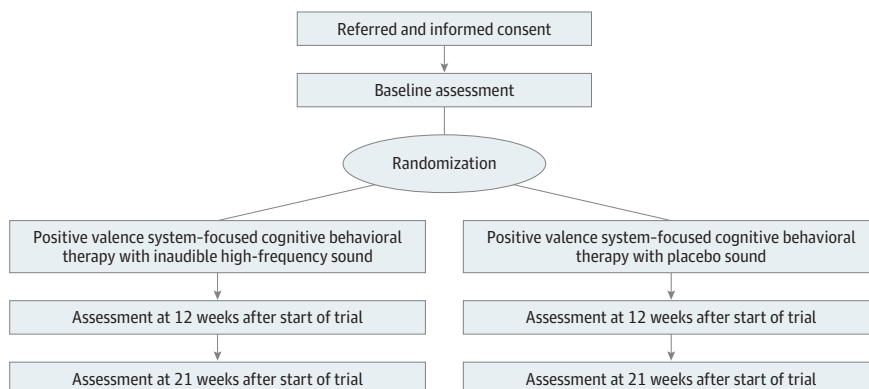 Referred and informed consent
Baseline assessment
Randomization
Positive valence system–focused cognitive behavioral
therapy with inaudible high-frequency sound
Positive valence system–focused cognitive behavioral
therapy with placebo sound
Assessment at 12 weeks after start of trial
Assessment at 12 weeks after start of trial
Assessment at 21 weeks after start of trial
Assessment at 21 weeks after start of trial